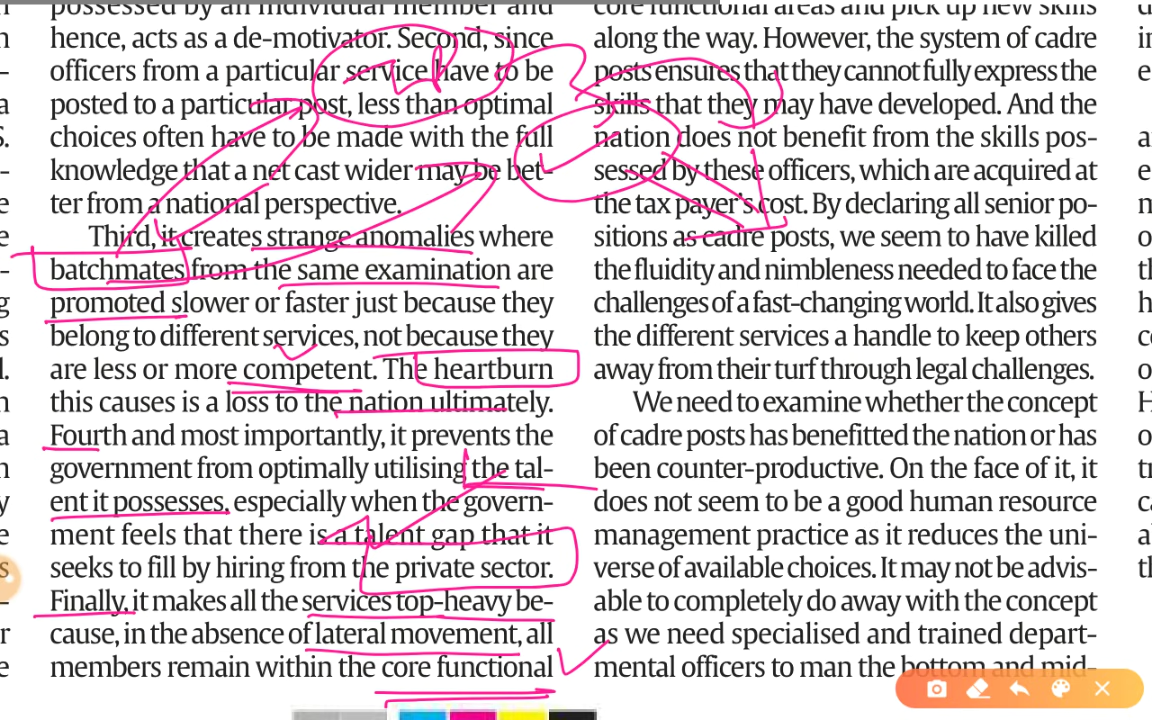 possessed by an individual member and
hence, acts as a de-motivator. Second, since
officers from a particular service have to be
posted to a particular post, less than optimal
choices often have to be made with the full
knowledge that a net cast wider may be bet-
ter from a national perspective.
Third, it creates strange anomalies where
batchmates from the same examination are
promoted slower or faster just because they
belong to different services, not because they
are less or more competent. The heartburn
this causes is a loss to the nation ultimately.
Fourth and most importantly, it prevents the
government from optimally utilising the tal-
ent it possesses, especially when the govern-
ment feels that there is a talent gap that it
seeks to fill by hiring from the private sector.
Finally, it makes all the services top-heavy be-
cause, in the absence of lateral movement, all
members remain within the core functional
core functional areas and pick up new skills
along the way. However, the system of cadre
posts ensures that they cannot fully express the
skills that they may have developed. And the
nation does not benefit from the skills pos-
sessed by these officers, which are acquired at
the tax payer's cost. By declaring all senior po-
sitions as cadre posts, we seem to have killed
the fluidity and nimbleness needed to face the
challenges of a fast-changing world. It also gives
the different services a handle to keep others
away from their turf through legal challenges.
We need to examine whether the concept
of cadre posts has benefitted the nation or has
been counter-productive. On the face of it, it
does not seem to be a good human resource
management practice as it reduces the uni-
verse of available choices. It may not be advis-
able to completely do away with the concept
as we need specialised and trained depart-
mental officers to man the bottom and mid-